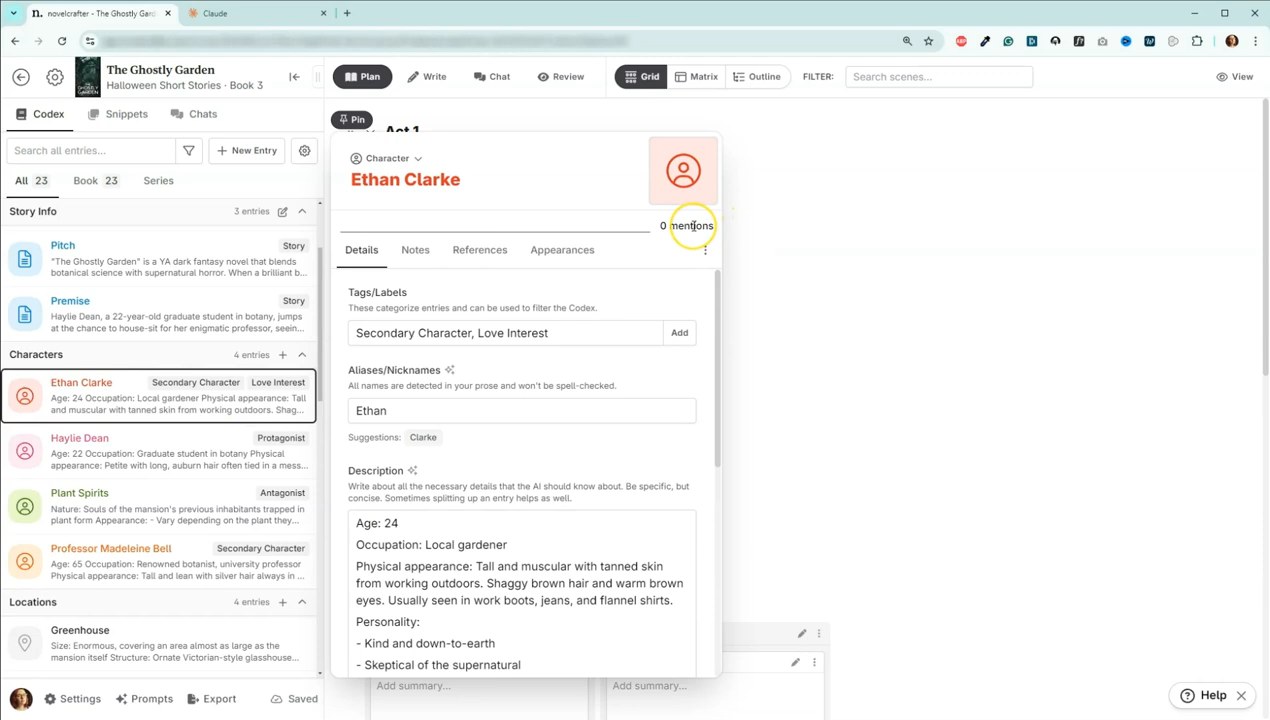 novelcrafter - The Ghostly Gard
Claude
The Ghostly Garden
Halloween Short Stories · Book 3
Plan
Write
Chat
Review
Grid
Matrix
Outline
FILTER:
Search scenes...
View
Codex
Snippets
Chats
Search all entries...
New Entry
All 23
Book 23
Series
Story Info
3 entries
Pitch
Story
"The Ghostly Garden" is a YA dark fantasy novel that blends
botanical science with supernatural horror. When a brilliant b...
Premise
Story
Haylie Dean, a 22-year-old graduate student in botany, jumps
at the chance to house-sit for her enigmatic professor, seein...
Characters
4 entries
Ethan Clarke
Secondary Character
Love Interest
Age: 24 Occupation: Local gardener Physical appearance: Tall
and muscular with tanned skin from working outdoors. Shag...
Haylie Dean
Protagonist
Age: 22 Occupation: Graduate student in botany Physical
appearance: Petite with long, auburn hair often tied in a mess...
Plant Spirits
Antagonist
Nature: Souls of the mansion's previous inhabitants trapped in
plant form Appearance: - Vary depending on the plant they...
Professor Madeleine Bell
Secondary Character
Age: 65 Occupation: Renowned botanist, university professor
Physical appearance: Tall and lean with silver hair always in ...
Locations
4 entries
Greenhouse
Size: Enormous, covering an area almost as large as the
mansion itself Structure: Ornate Victorian-style glasshouse...
Settings
Prompts
Export
Saved
Pin
Act 1
Character
Ethan Clarke
0 mentions
Details
Notes
References
Appearances
Tags/Labels
These categorize entries and can be used to filter the Codex.
Secondary Character, Love Interest
Add
Aliases/Nicknames
All names are detected in your prose and won't be spell-checked.
Ethan
Suggestions: Clarke
Description
Write about all the necessary details that the AI should know about. Be specific, but
concise. Sometimes splitting up an entry helps as well.
Age: 24
Occupation: Local gardener
Physical appearance: Tall and muscular with tanned skin
from working outdoors. Shaggy brown hair and warm brown
eyes. Usually seen in work boots, jeans, and flannel shirts.
Personality:
- Kind and down-to-earth
- Skeptical of the supernatural
Add summary...
Add summary...
Help